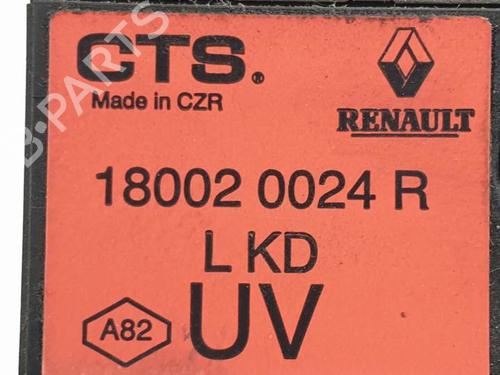 CTS.®
Made in CZR
RENAULT
18002 0024 R
L KD
A82
UV
B-PARTS